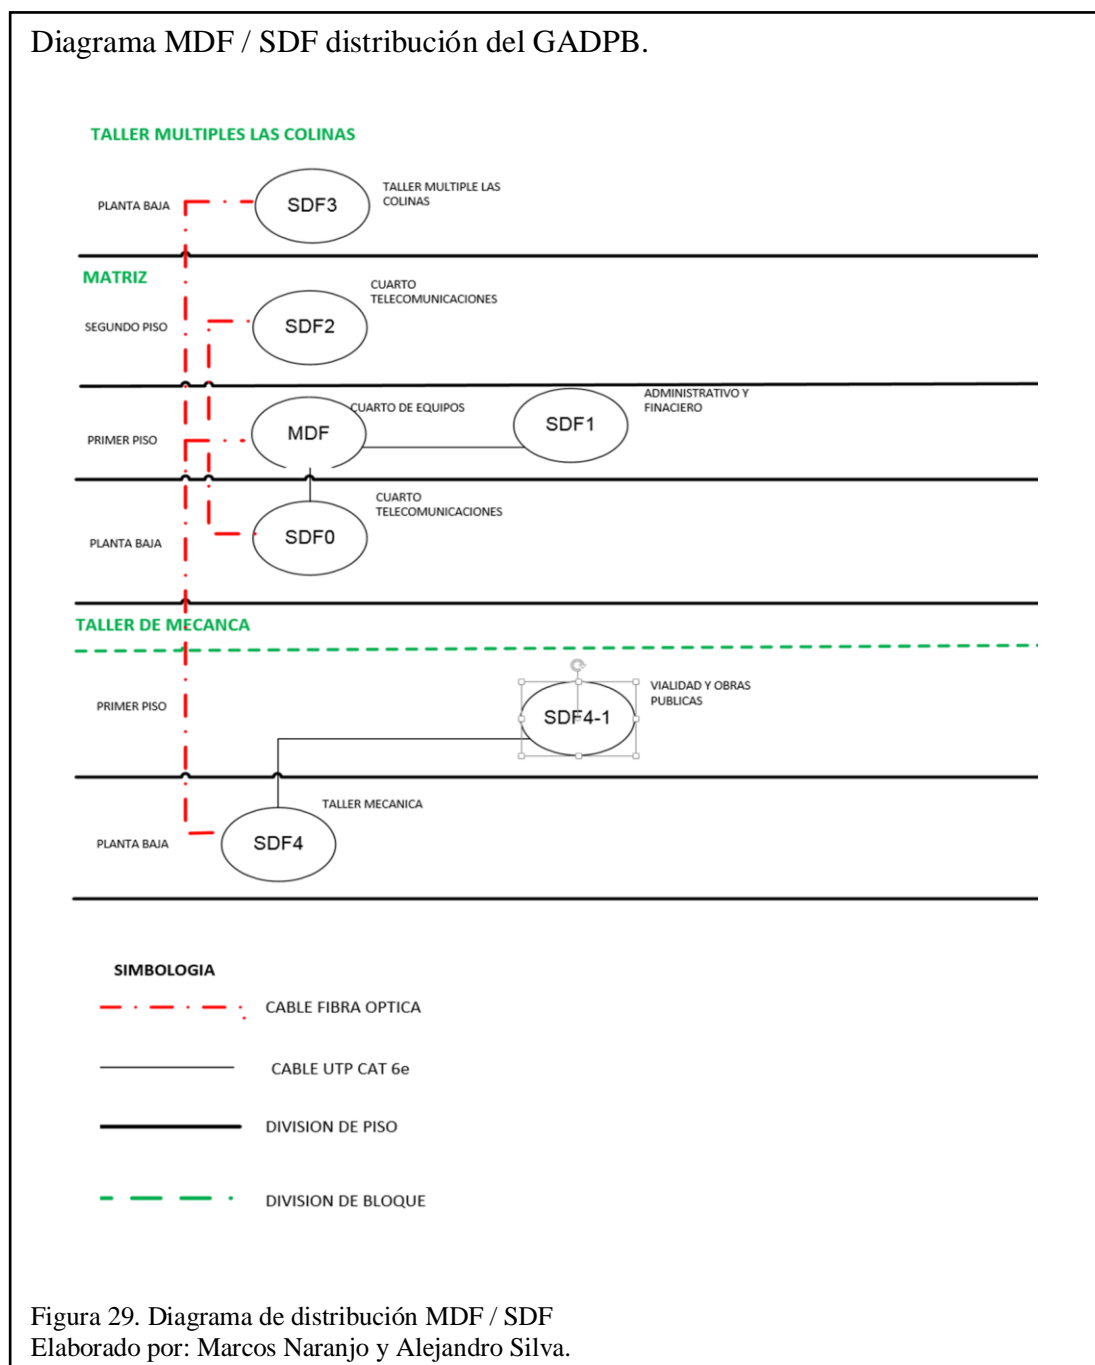 Diagrama MDF / SDF distribución del GADPB.
TALLER MULTIPLES LAS COLINAS
PLANTA BAJA
SDF3
TALLER MULTIPLE LAS
COLINAS
MATRIZ
SEGUNDO PISO
SDF2
CUARTO
TELECOMUNICACIONES
PRIMER PISO
MDF
CUARTO DE EQUIPOS
SDF1
ADMINISTRATIVO Y
FINACIERO
PLANTA BAJA
SDF0
CUARTO
TELECOMUNICACIONES
TALLER DE MECANCA
PRIMER PISO
SDF4-1
VIALIDAD Y OBRAS
PUBLICAS
PLANTA BAJA
SDF4
TALLER MECANICA
SIMBOLOGIA
CABLE FIBRA OPTICA
CABLE UTP CAT 6e
DIVISION DE PISO
DIVISION DE BLOQUE
Figura 29. Diagrama de distribución MDF / SDF
Elaborado por: Marcos Naranjo y Alejandro Silva.